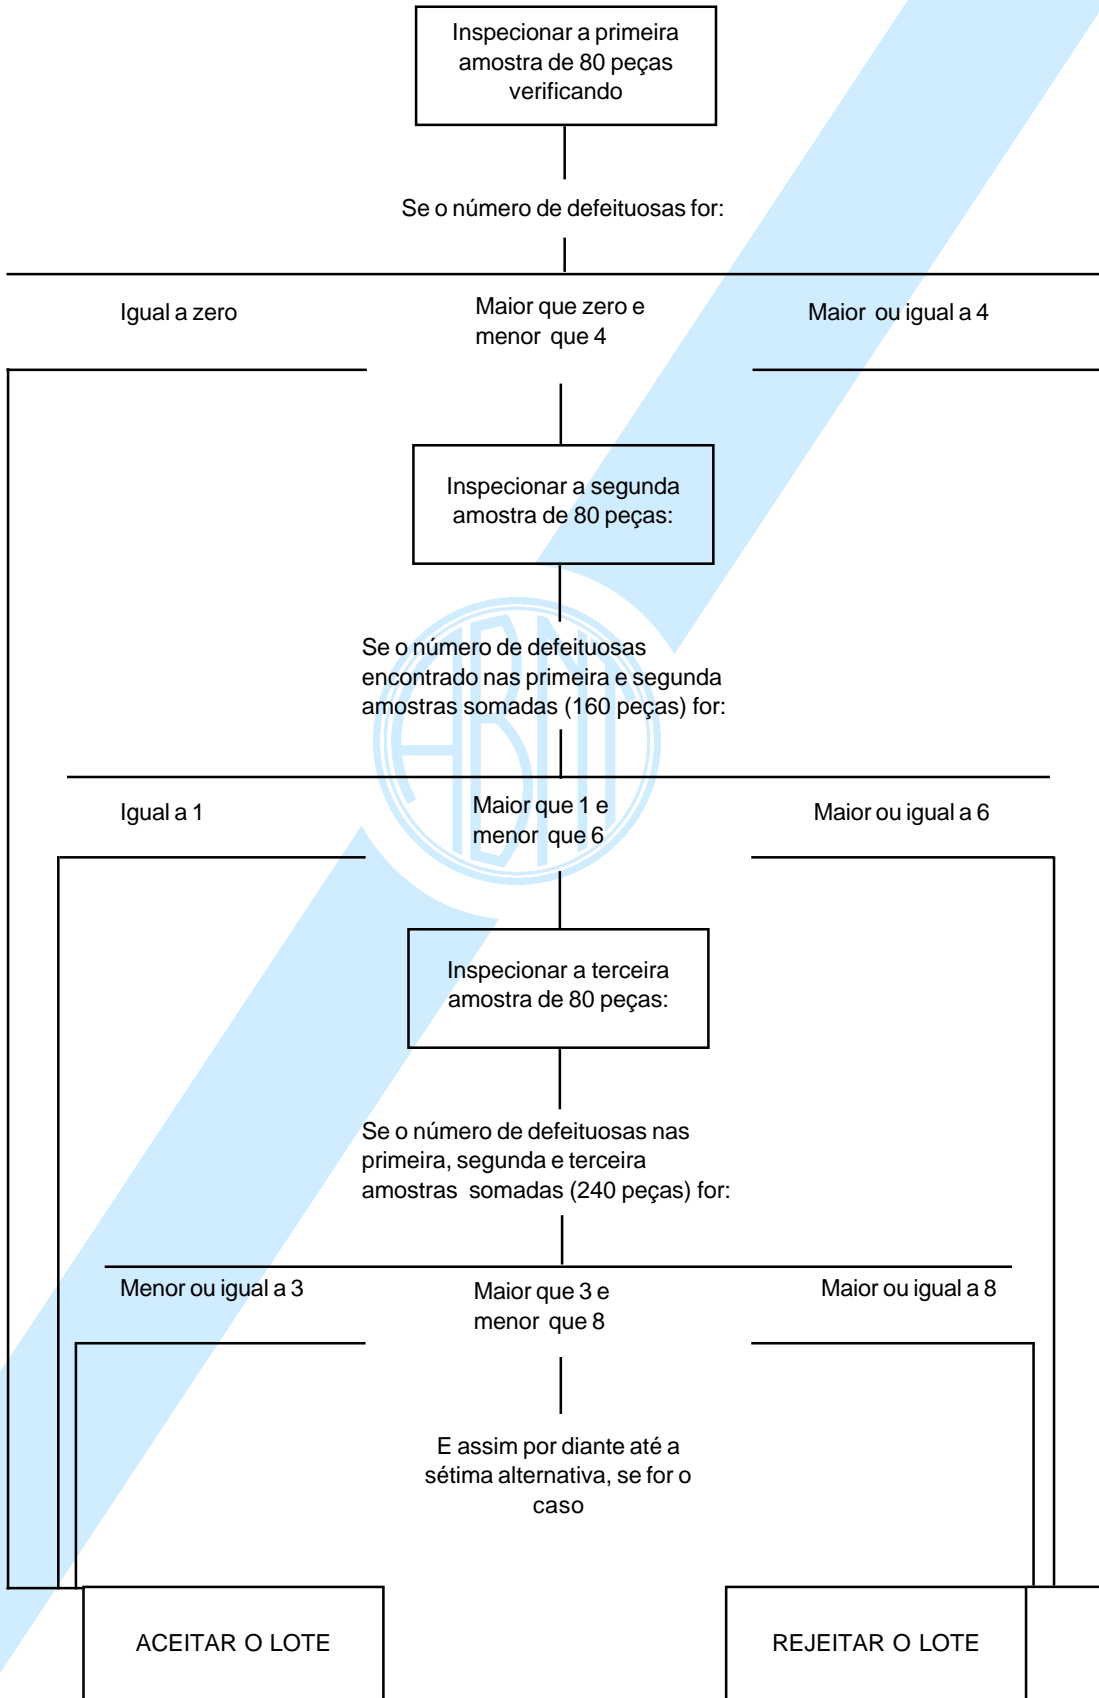 Inspecionar a primeira
amostra de 80 peças
verificando
Se o número de defeituosas for:
Igual a zero
Maior que zero e
menor que 4
Maior ou igual a 4
Inspecionar a segunda
amostra de 80 peças:
Se o número de defeituosas
encontrado nas primeira e segunda
amostras somadas (160 peças) for:
ABNT
Igual a 1
Maior que 1 e
menor que 6
Maior ou igual a 6
Inspecionar a terceira
amostra de 80 peças:
Se o número de defeituosas nas
primeira, segunda e terceira
amostras somadas (240 peças) for:
Menor ou igual a 3
Maior que 3 e
menor que 8
Maior ou igual a 8
E assim por diante até a
sétima alternativa, se for o
caso
ACEITAR O LOTE
REJEITAR O LOTE